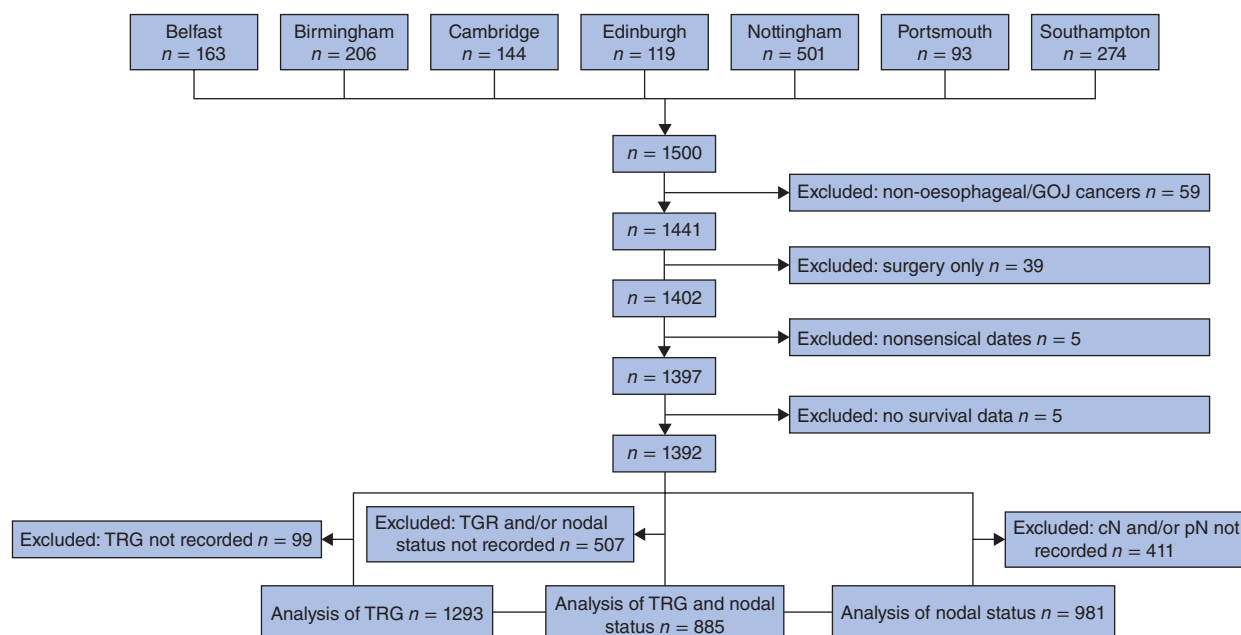 Belfast
n = 163
Birmingham
n = 206
Cambridge
n = 144
Edinburgh
n = 119
Nottingham
n = 501
Portsmouth
n = 93
Southampton
n = 274
n = 1500
Excluded: non-oesophageal/GOJ cancers n = 59
n = 1441
Excluded: surgery only n = 39
n = 1402
Excluded: nonsensical dates n = 5
n = 1397
Excluded: no survival data n = 5
n = 1392
Excluded: TRG not recorded n = 99
Excluded: TGR and/or nodal
status not recorded n = 507
Excluded: cN and/or pN not
recorded n = 411
Analysis of TRG n = 1293
Analysis of TRG and nodal
status n = 885
Analysis of nodal status n = 981